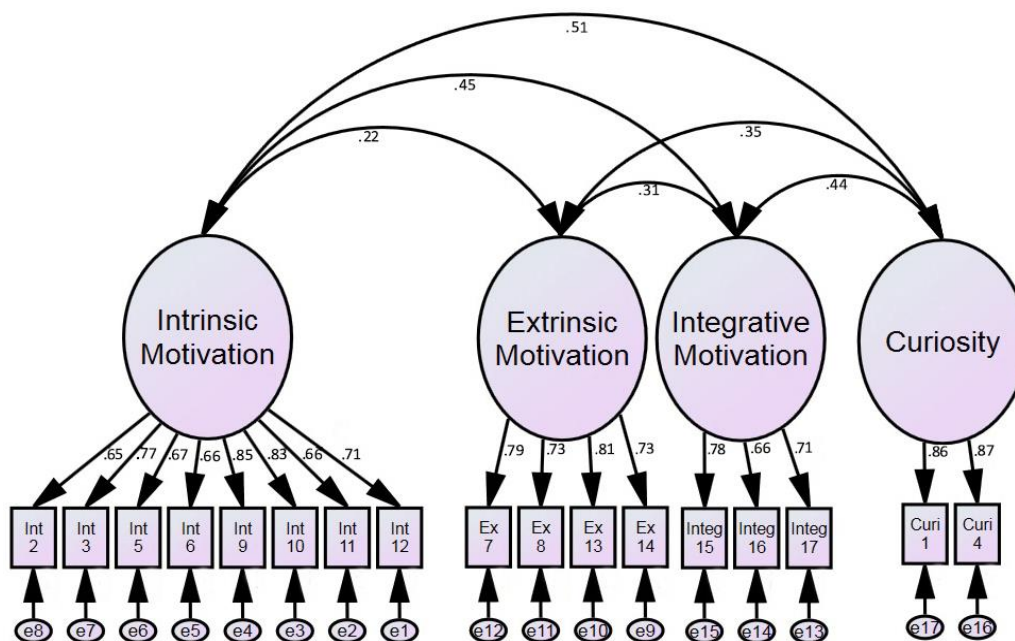 .51
.45
.22
.35
.31
.44
Intrinsic
Motivation
Extrinsic
Motivation
Integrative
Motivation
Curiosity
.65 .77 .67 .66 .85 .83 .66 .71
.79 .73 .81 .73
.78 .66 .71
.86 .87
Int
2
Int
3
Int
5
Int
6
Int
9
Int
10
Int
11
Int
12
Ex
7
Ex
8
Ex
13
Ex
14
Integ
15
Integ
16
Integ
17
Curi
1
Curi
4
e8 e7 e6 e5 e4 e3 e2 e1 e12 e11 e10 e9 e15 e14 e13 e17 e16